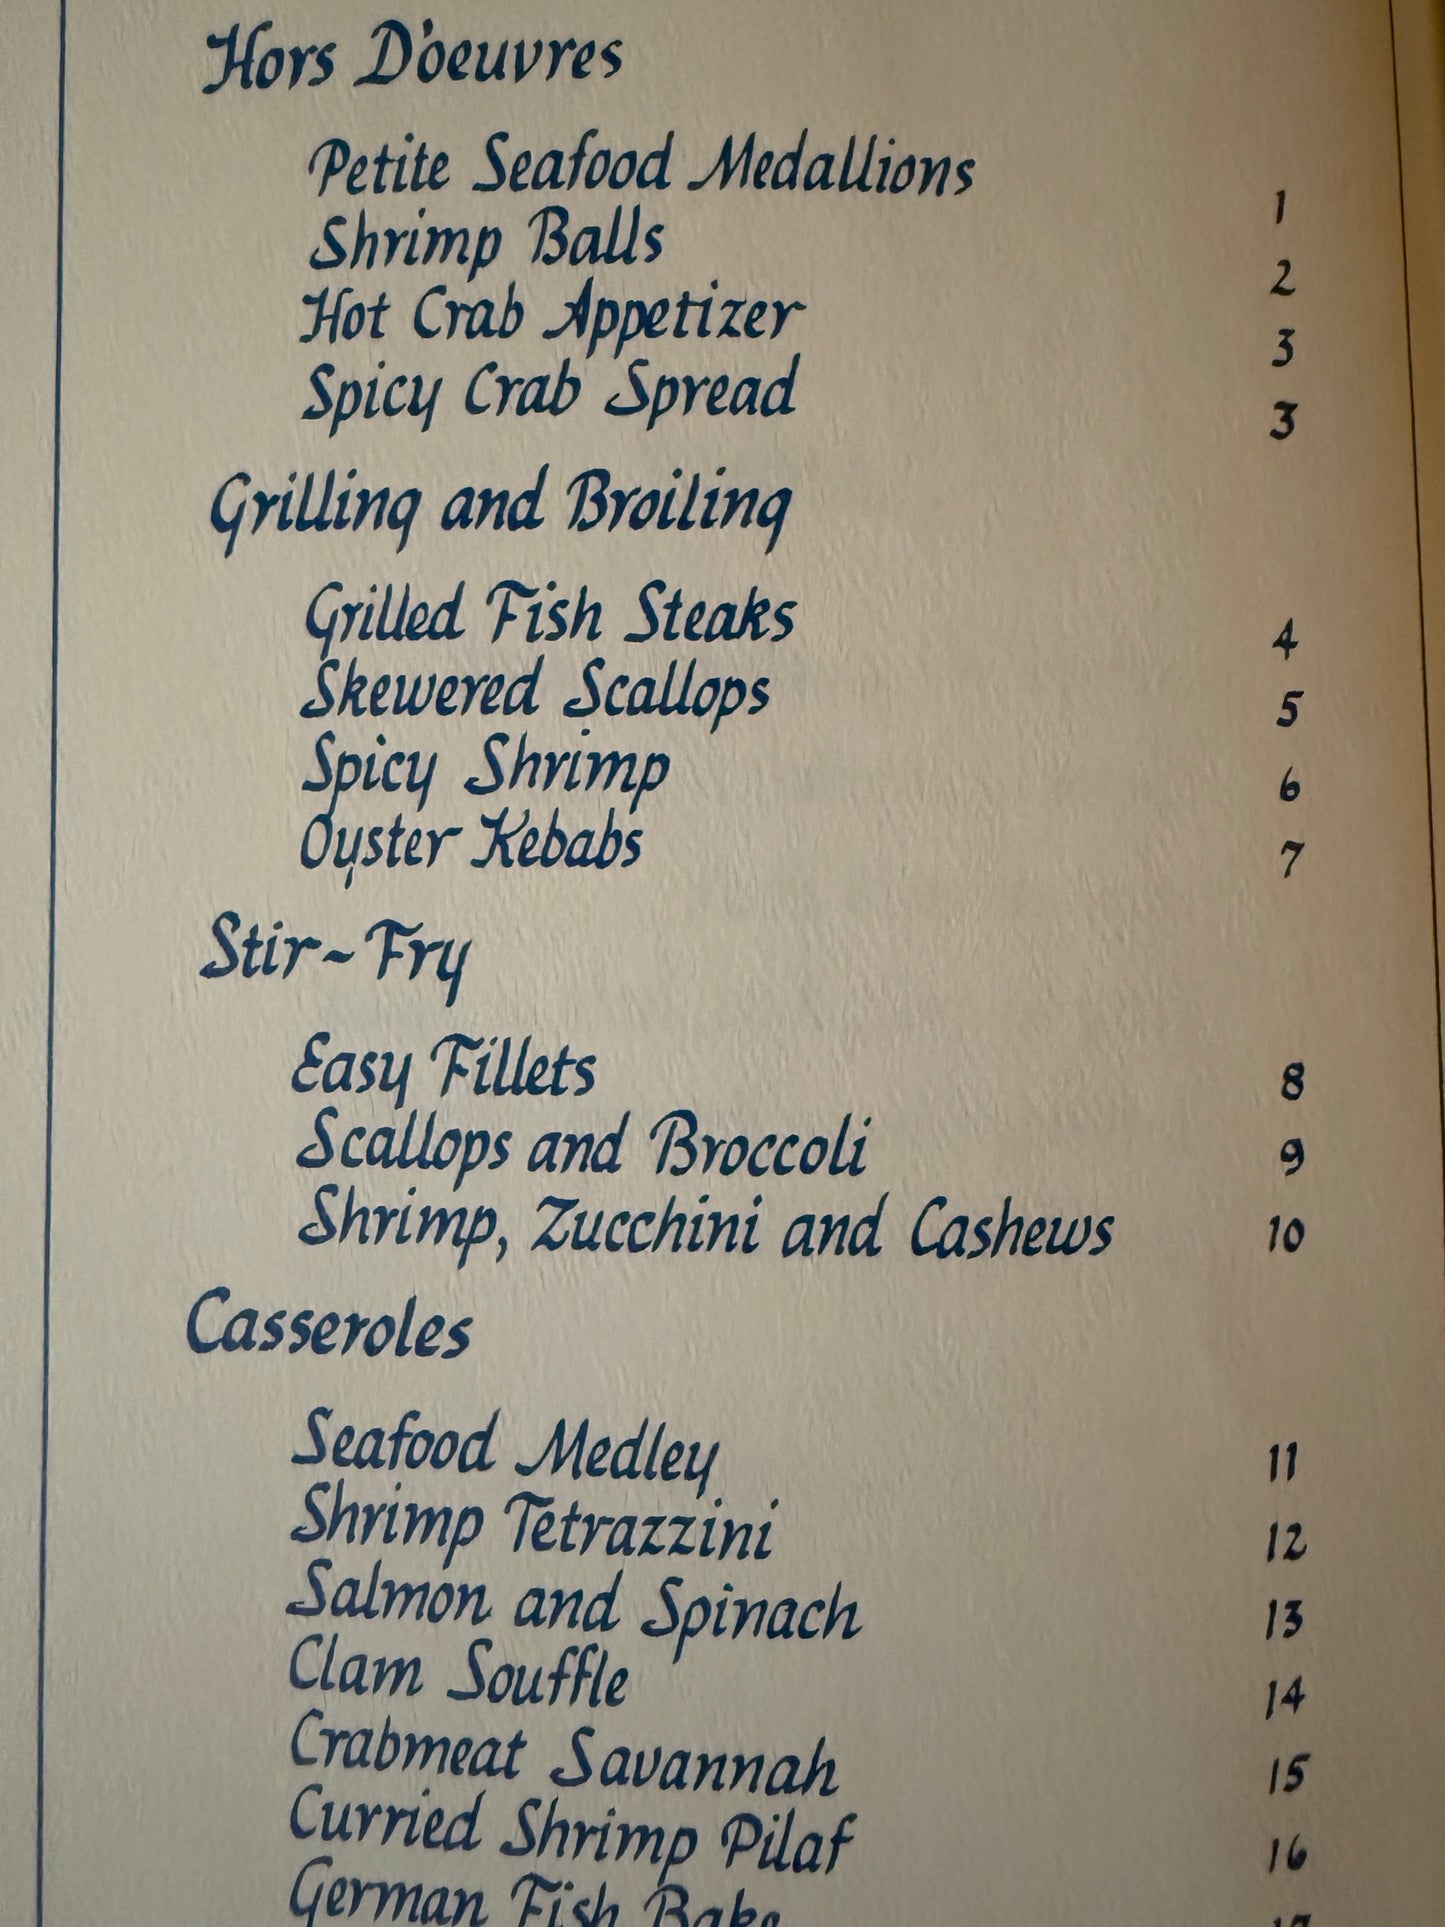 Hors D'oeuvres
Petite Seafood Medallions 1
Shrimp Balls 2
Hot Crab Appetizer 3
Spicy Crab Spread 3
Grilling and Broiling
Grilled Fish Steaks 4
Skewered Scallops 5
Spicy Shrimp 6
Oyster Kebabs 7
Stir-Fry
Easy Fillets 8
Scallops and Broccoli 9
Shrimp, Zucchini and Cashews 10
Casseroles
Seafood Medley 11
Shrimp Tetrazzini 12
Salmon and Spinach 13
Clam Souffle 14
Crabmeat Savannah 15
Curried Shrimp Pilaf 16
German Fish Bake 17